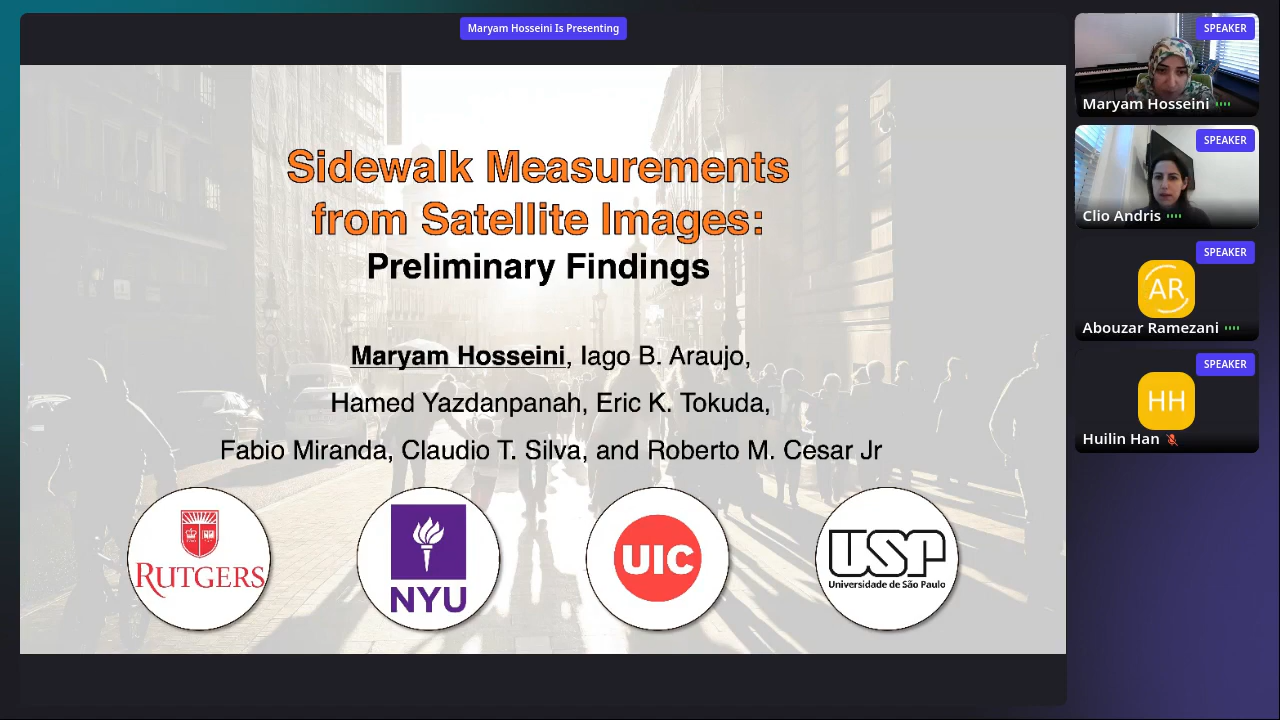 Maryam Hosseini Is Presenting
Sidewalk Measurements
from Satellite Images:
Preliminary Findings
Maryam Hosseini, Iago B. Araujo,
Hamed Yazdanpanah, Eric K. Tokuda,
Fabio Miranda, Claudio T. Silva, and Roberto M. Cesar Jr
RUTGERS
NYU
UIC
USP
Universidade de São Paulo
SPEAKER
Maryam Hosseini
SPEAKER
Clio Andris
SPEAKER
AR
Abouzar Ramezani
SPEAKER
HH
Huilin Han